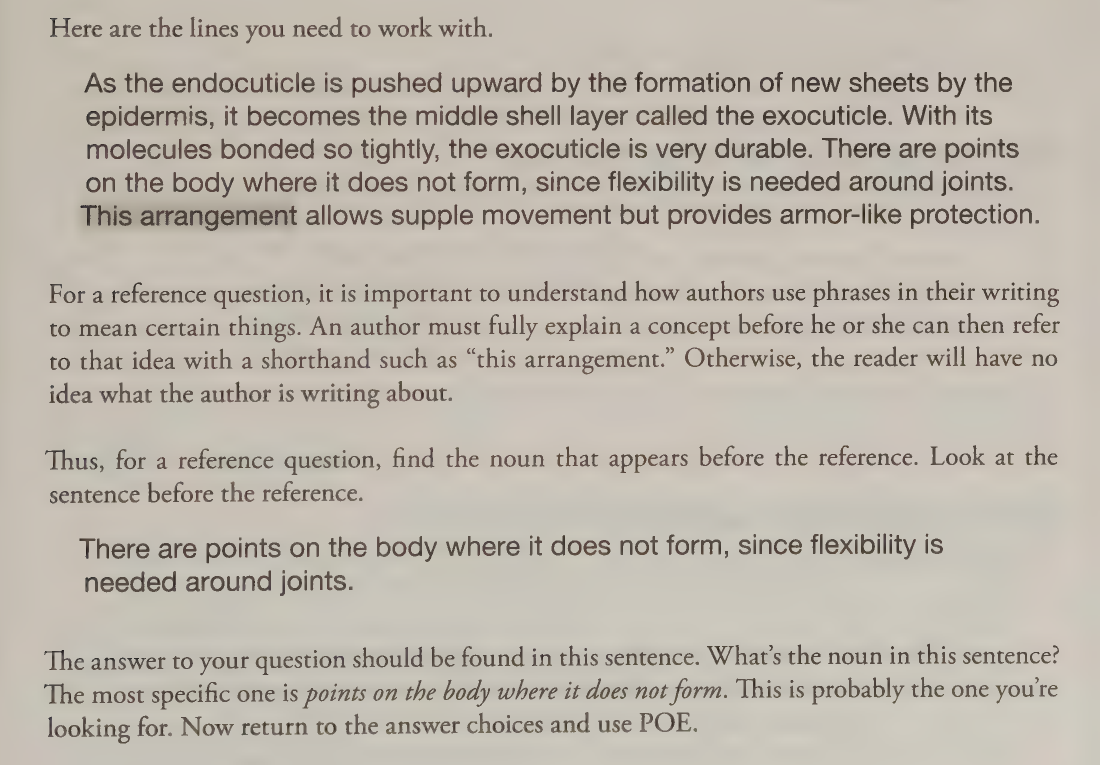 Here are the lines you need to work with.
As the endocuticle is pushed upward by the formation of new sheets by the
epidermis, it becomes the middle shell layer called the exocuticle. With its
molecules bonded so tightly, the exocuticle is very durable. There are points
on the body where it does not form, since flexibility is needed around joints.
This arrangement allows supple movement but provides armor-like protection.
For a reference question, it is important to understand how authors use phrases in their writing
to mean certain things. An author must fully explain a concept before he or she can then refer
to that idea with a shorthand such as “this arrangement.” Otherwise, the reader will have no
idea what the author is writing about.
Thus, for a reference question, find the noun that appears before the reference. Look at the
sentence before the reference.
There are points on the body where it does not form, since flexibility is
needed around joints.
The answer to your question should be found in this sentence. What’s the noun in this sentence?
The most specific one is points on the body where it does not form. This is probably the one you’re
looking for. Now return to the answer choices and use POE.